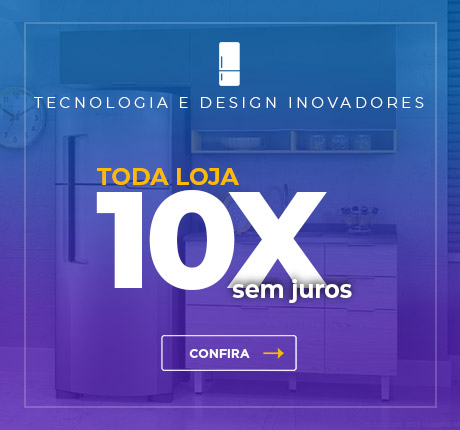 TECNOLOGIA E DESIGN INOVADORES
TODA LOJA
10X
sem juros
CONFIRA